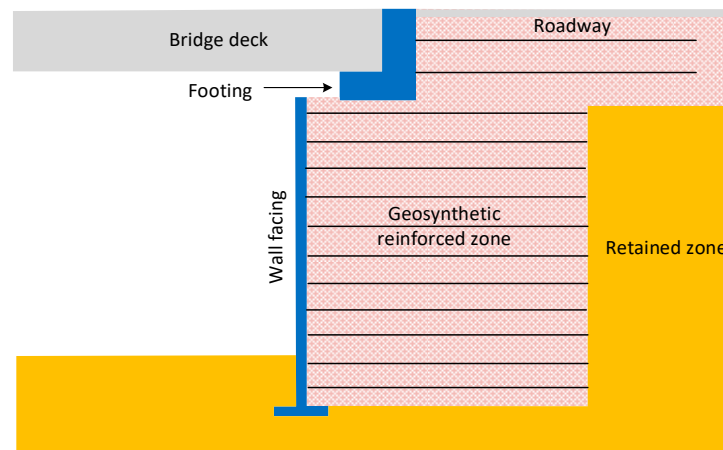 Bridge deck
Roadway
Footing
Wall facing
Geosynthetic
reinforced zone
Retained zone